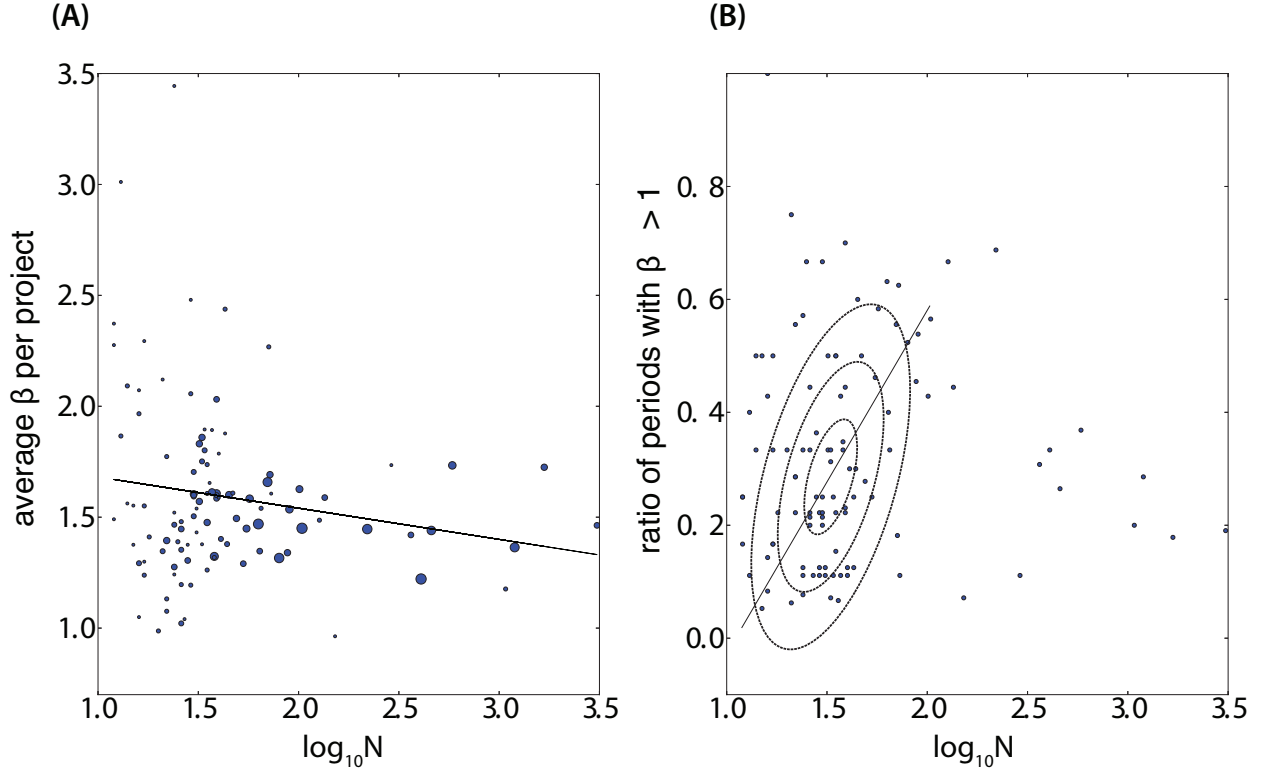 (A)
average β per project
3.5
3.0
2.5
2.0
1.5
1.0
1.0 1.5 2.0 2.5 3.0 3.5
log10N
(B)
ratio of periods with β > 1
0. 8
0. 6
0. 4
0. 2
0. 0
1.0 1.5 2.0 2.5 3.0 3.5
log10N